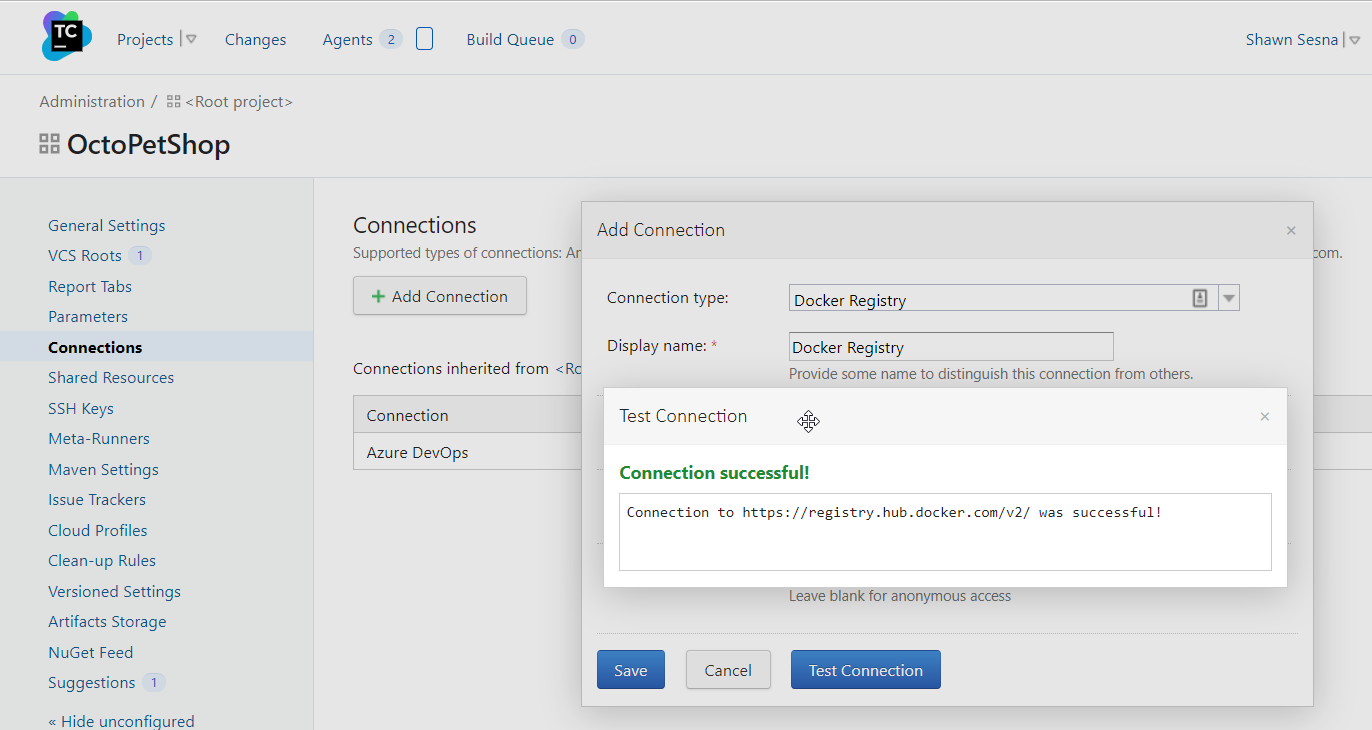 TC
Projects
Changes
Agents 2
Build Queue 0
Shawn Sesna
Administration / <Root project>
OctoPetShop
General Settings
VCS Roots 1
Report Tabs
Parameters
Connections
Shared Resources
SSH Keys
Meta-Runners
Maven Settings
Issue Trackers
Cloud Profiles
Clean-up Rules
Versioned Settings
Artifacts Storage
NuGet Feed
Suggestions 1
« Hide unconfigured
Connections
Supported types of connections:
com.
+ Add Connection
Connections inherited from
Connection
Azure DevOps
Add Connection ×
Connection type: Docker Registry
Display name: * Docker Registry
Provide some name to distinguish this connection from others.
Test Connection ×
Connection successful!
Connection to https://registry.hub.docker.com/v2/ was successful!
Leave blank for anonymous access
Save Cancel Test Connection